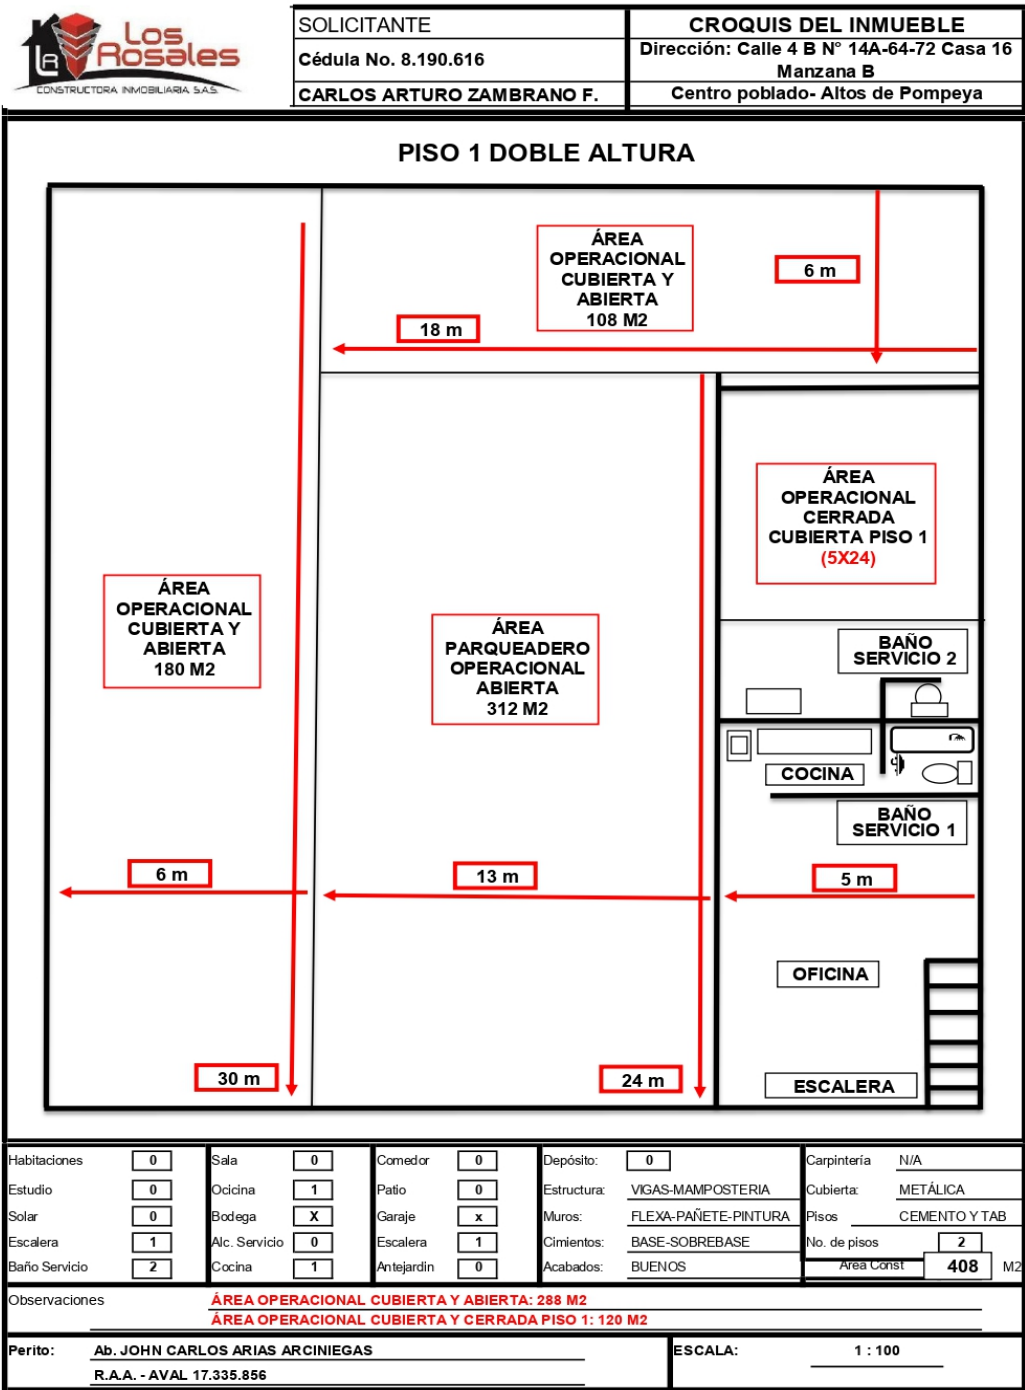 Los
Rosales
CONSTRUCTORA INMOBILIARIA S.A.S.
SOLICITANTE
Cédula No. 8.190.616
CARLOS ARTURO ZAMBRANO F.
CROQUIS DEL INMUEBLE
Dirección: Calle 4 B N° 14A-64-72 Casa 16
Manzana B
Centro poblado- Altos de Pompeya
PISO 1 DOBLE ALTURA
ÁREA
OPERACIONAL
CUBIERTA Y
ABIERTA
108 M2
6 m
18 m
ÁREA
OPERACIONAL
CERRADA
CUBIERTA PISO 1
(5X24)
ÁREA
OPERACIONAL
CUBIERTA Y
ABIERTA
180 M2
ÁREA
PARQUEADERO
OPERACIONAL
ABIERTA
312 M2
BAÑO
SERVICIO 2
COCINA
BAÑO
SERVICIO 1
6 m
13 m
5 m
OFICINA
30 m
24 m
ESCALERA
Habitaciones 0 Sala 0 Comedor 0 Depósito: 0 Carpintería N/A
Estudio 0 Ocicina 1 Patio 0 Estructura: VIGAS-MAMPOSTERIA Cubierta: METÁLICA
Solar 0 Bodega X Garaje x Muros: FLEXA-PAÑETE-PINTURA Pisos CEMENTO Y TAB
Escalera 1 Alc. Servicio 0 Escalera 1 Cimientos: BASE-SOBREBASE No. de pisos 2
Baño Servicio 2 Cocina 1 Antejardin 0 Acabados: BUENOS Area Const 408 M2
Observaciones ÁREA OPERACIONAL CUBIERTA Y ABIERTA: 288 M2
ÁREA OPERACIONAL CUBIERTA Y CERRADA PISO 1: 120 M2
Perito: Ab. JOHN CARLOS ARIAS ARCINIEGAS ESCALA: 1 : 100
R.A.A. - AVAL 17.335.856